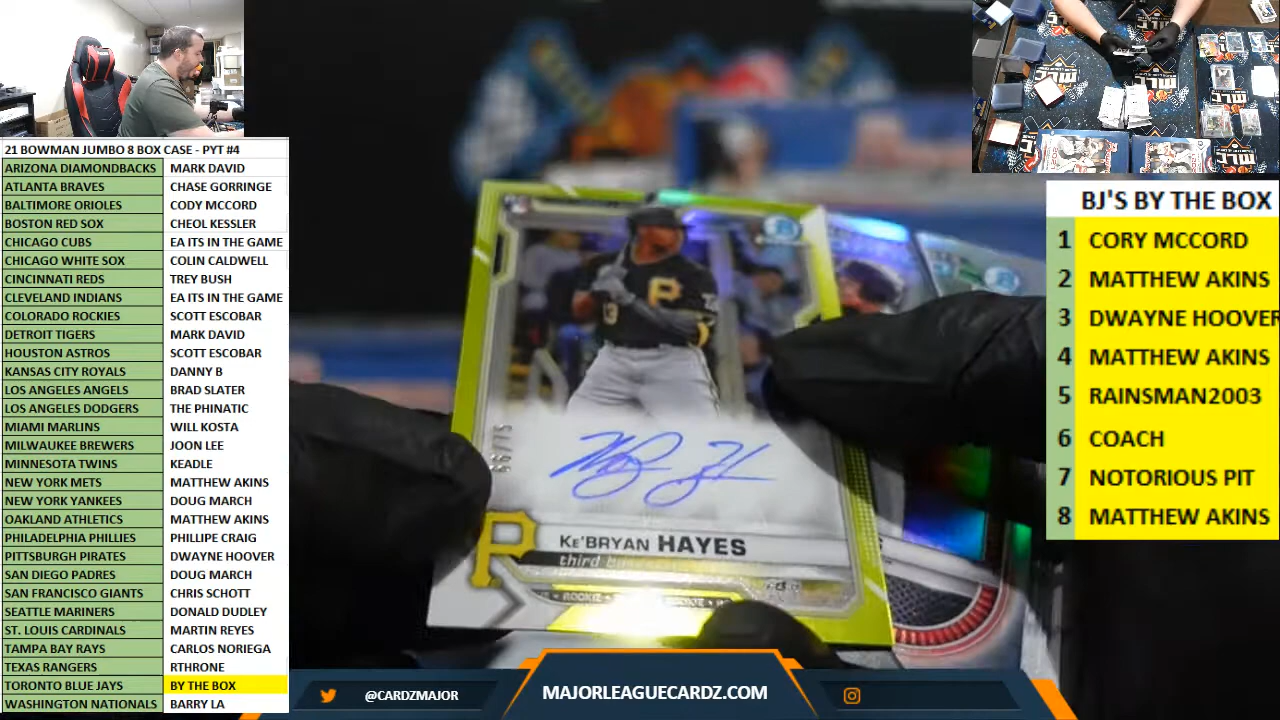 21 BOWMAN JUMBO 8 BOX CASE - PYT #4
ARIZONA DIAMONDBACKS MARK DAVID
ATLANTA BRAVES CHASE GORRINGE
BALTIMORE ORIOLES CODY MCCORD
BOSTON RED SOX CHEOL KESSLER
CHICAGO CUBS EA ITS IN THE GAME
CHICAGO WHITE SOX COLIN CALDWELL
CINCINNATI REDS TREY BUSH
CLEVELAND INDIANS EA ITS IN THE GAME
COLORADO ROCKIES SCOTT ESCOBAR
DETROIT TIGERS MARK DAVID
HOUSTON ASTROS SCOTT ESCOBAR
KANSAS CITY ROYALS DANNY B
LOS ANGELES ANGELS BRAD SLATER
LOS ANGELES DODGERS THE PHINATIC
MIAMI MARLINS WILL KOSTA
MILWAUKEE BREWERS JOON LEE
MINNESOTA TWINS KEADLE
NEW YORK METS MATTHEW AKINS
NEW YORK YANKEES DOUG MARCH
OAKLAND ATHLETICS MATTHEW AKINS
PHILADELPHIA PHILLIES PHILLIPE CRAIG
PITTSBURGH PIRATES DWAYNE HOOVER
SAN DIEGO PADRES DOUG MARCH
SAN FRANCISCO GIANTS CHRIS SCHOTT
SEATTLE MARINERS DONALD DUDLEY
ST. LOUIS CARDINALS MARTIN REYES
TAMPA BAY RAYS CARLOS NORIEGA
TEXAS RANGERS RTHRONE
TORONTO BLUE JAYS BY THE BOX
WASHINGTON NATIONALS BARRY LA
P
P
KE'BRYAN HAYES
third
ROOKIE
BJ'S BY THE BOX
1 CORY MCCORD
2 MATTHEW AKINS
3 DWAYNE HOOVER
4 MATTHEW AKINS
5 RAINSMAN2003
6 COACH
7 NOTORIOUS PIT
8 MATTHEW AKINS
@CARDZMAJOR
MAJORLEAGUECARDZ.COM